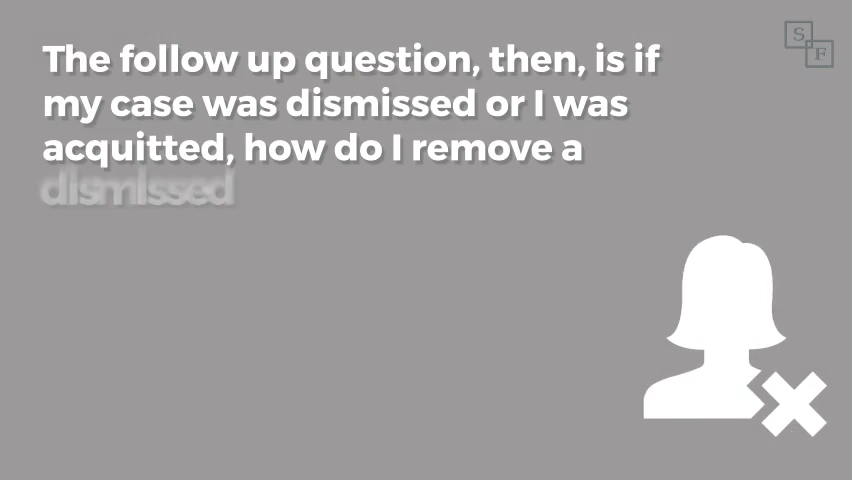 The follow up question, then, is if
my case was dismissed or I was
acquitted, how do I remove a
dismissed
S
F